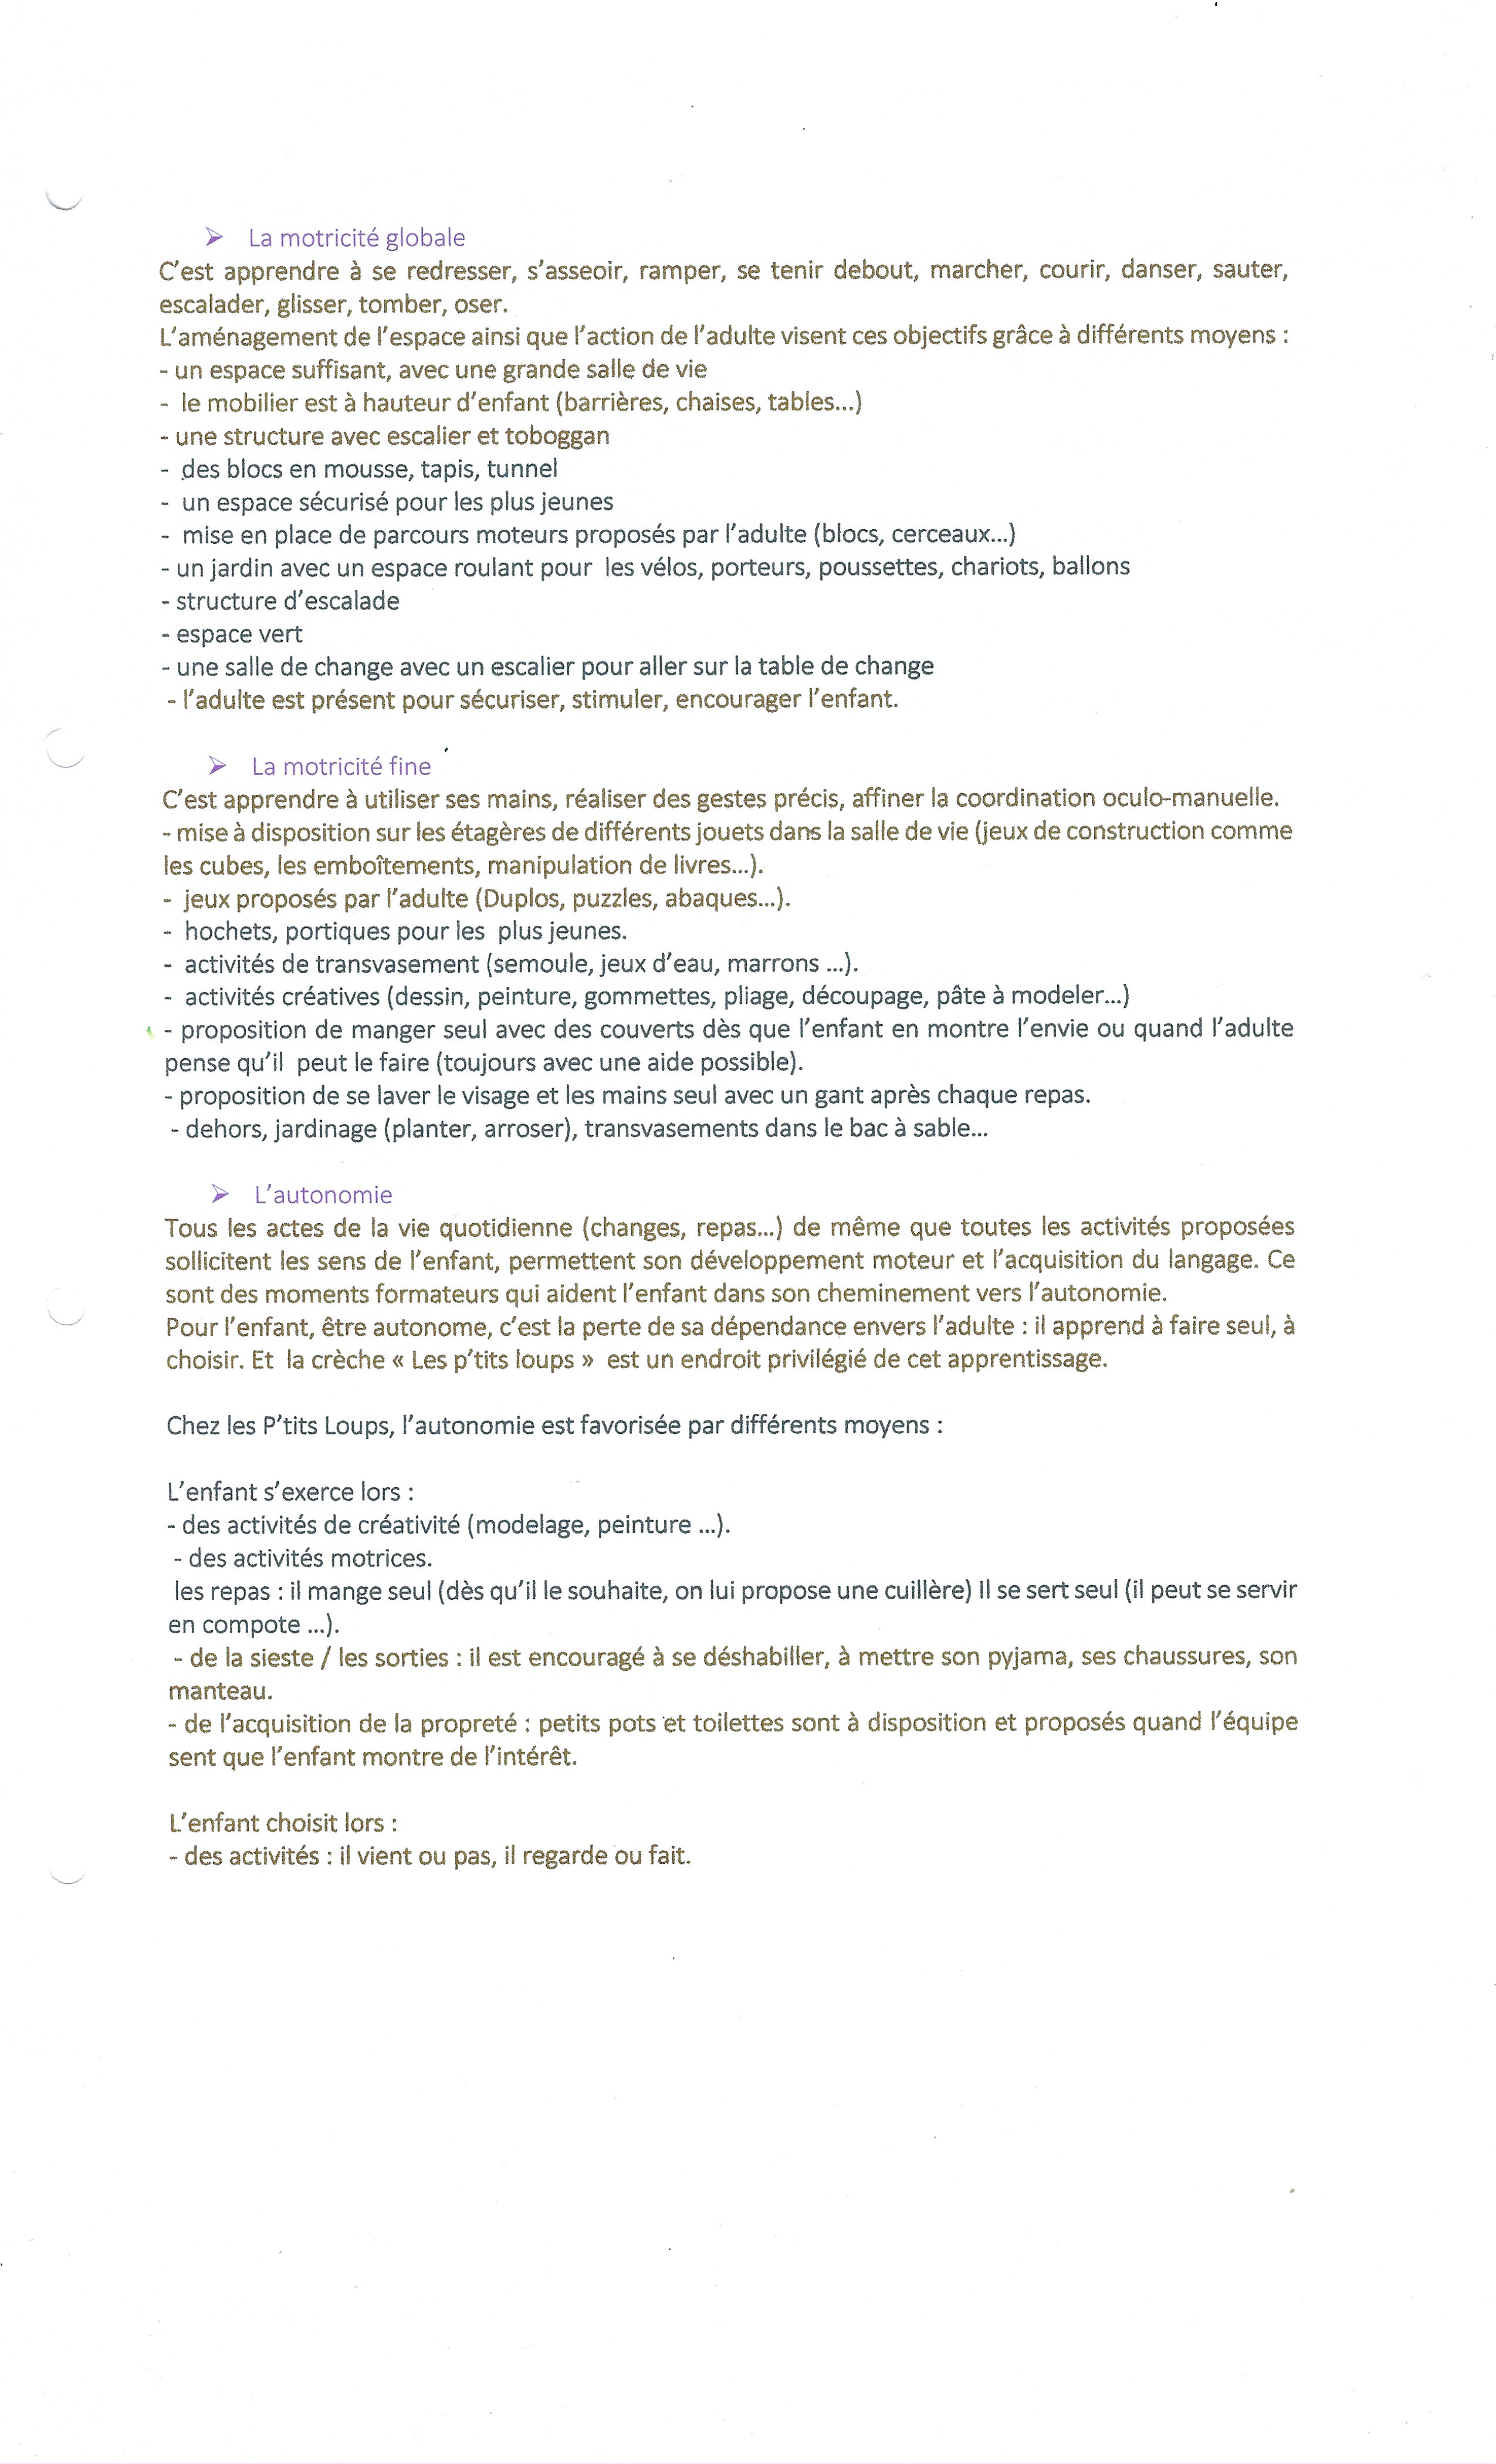 ➢ La motricité globale
C'est apprendre à se redresser, s'asseoir, ramper, se tenir debout, marcher, courir, danser, sauter,
escalader, glisser, tomber, oser.
L'aménagement de l'espace ainsi que l'action de l'adulte visent ces objectifs grâce à différents moyens :
- un espace suffisant, avec une grande salle de vie
- le mobilier est à hauteur d'enfant (barrières, chaises, tables...)
- une structure avec escalier et toboggan
- des blocs en mousse, tapis, tunnel
- un espace sécurisé pour les plus jeunes
- mise en place de parcours moteurs proposés par l'adulte (blocs, cerceaux...)
- un jardin avec un espace roulant pour les vélos, porteurs, poussettes, chariots, ballons
- structure d'escalade
- espace vert
- une salle de change avec un escalier pour aller sur la table de change
- l'adulte est présent pour sécuriser, stimuler, encourager l'enfant.
➢ La motricité fine
C'est apprendre à utiliser ses mains, réaliser des gestes précis, affiner la coordination oculo-manuelle.
- mise à disposition sur les étagères de différents jouets dans la salle de vie (jeux de construction comme
les cubes, les emboîtements, manipulation de livres...).
- jeux proposés par l'adulte (Duplos, puzzles, abaques...).
- hochets, portiques pour les plus jeunes.
- activités de transvasement (semoule, jeux d'eau, marrons ...).
- activités créatives (dessin, peinture, gommettes, pliage, découpage, pâte à modeler...)
- proposition de manger seul avec des couverts dès que l'enfant en montre l'envie ou quand l'adulte
pense qu'il peut le faire (toujours avec une aide possible).
- proposition de se laver le visage et les mains seul avec un gant après chaque repas.
- dehors, jardinage (planter, arroser), transvasements dans le bac à sable...
➢ L'autonomie
Tous les actes de la vie quotidienne (changes, repas...) de même que toutes les activités proposées
sollicitent les sens de l'enfant, permettent son développement moteur et l'acquisition du langage. Ce
sont des moments formateurs qui aident l'enfant dans son cheminement vers l'autonomie.
Pour l'enfant, être autonome, c'est la perte de sa dépendance envers l'adulte : il apprend à faire seul, à
choisir. Et la crèche « Les p'tits loups » est un endroit privilégié de cet apprentissage.
Chez les P'tits Loups, l'autonomie est favorisée par différents moyens :
L'enfant s'exerce lors :
- des activités de créativité (modelage, peinture ...).
- des activités motrices.
les repas : il mange seul (dès qu'il le souhaite, on lui propose une cuillère) Il se sert seul (il peut se servir
en compote ...).
- de la sieste / les sorties : il est encouragé à se déshabiller, à mettre son pyjama, ses chaussures, son
manteau.
- de l'acquisition de la propreté : petits pots et toilettes sont à disposition et proposés quand l'équipe
sent que l'enfant montre de l'intérêt.
L'enfant choisit lors :
- des activités : il vient ou pas, il regarde ou fait.